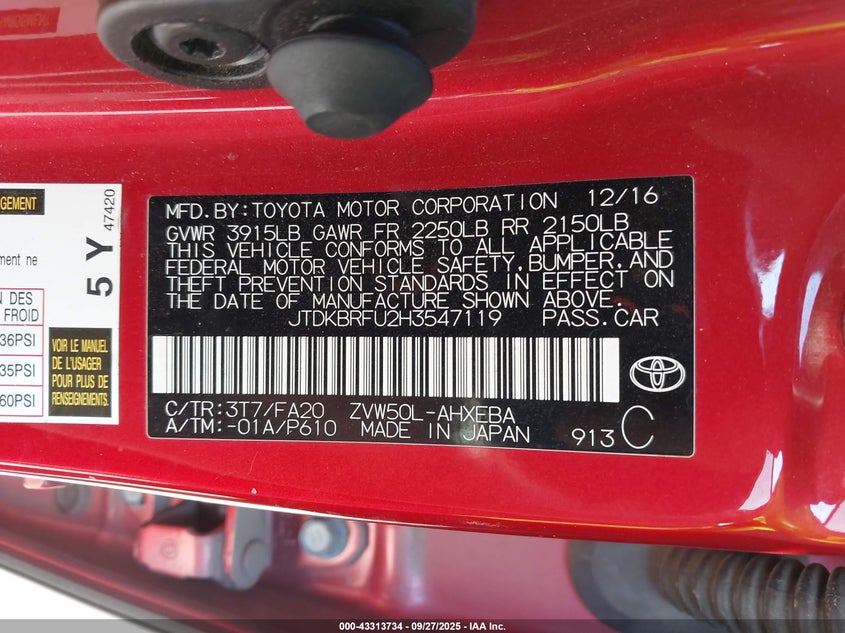 MFD.BY:TOYOTA MOTOR CORPORATION 12/16
GVWR 3915LB GAWR FR 2250LB RR 2150LB
THIS VEHICLE CONFORMS TO ALL APPLICABLE
FEDERAL MOTOR VEHICLE SAFETY,BUMPER,AND
THEFT PREVENTION STANDARDS IN EFFECT ON
THE DATE OF MANUFACTURE SHOWN ABOVE.
JTDKBRFU2H3547119 PASS.CAR
C/TR:3T7/FA20 ZVW50L-AHXEBA
A/TM:-01A/P610 MADE IN JAPAN 913 C
GEMENT
ment ne
5 Y
47420
N DES
FROID
36PSI
35PSI
60PSI
VOIR LE MANUEL
DE L'USAGER
POUR PLUS DE
RENSEIGNEMENTS.
000-43313734 - 09/27/2025 - IAA Inc.